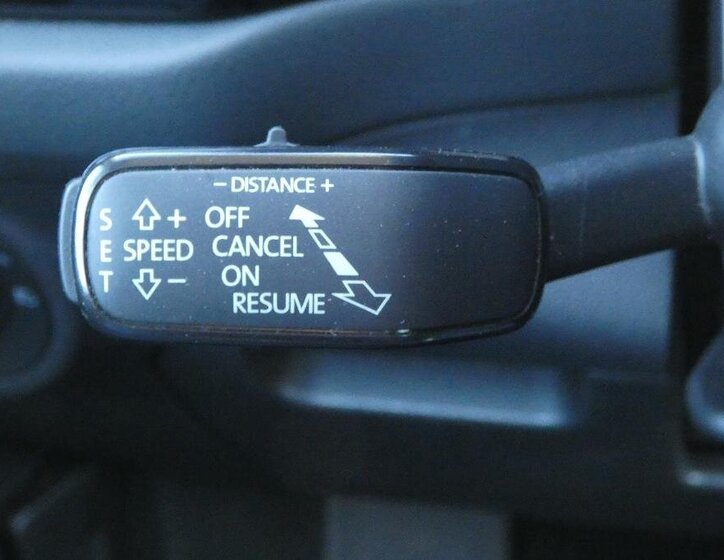 − DISTANCE +
S + OFF
E SPEED CANCEL
T − ON
RESUME